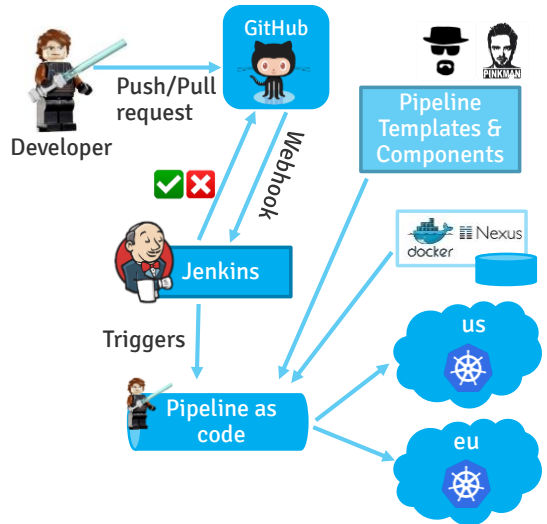 GitHub
Push/Pull
request
Developer
Webhook
PINKMAN
Pipeline
Templates &
Components
docker
Nexus
Jenkins
Triggers
us
Pipeline as
code
eu